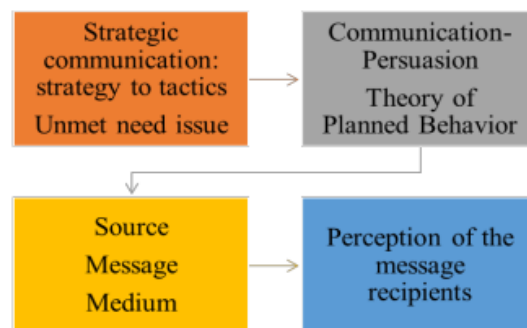 Strategic
communication:
strategy to tactics
Unmet need issue
Communication-
Persuasion
Theory of
Planned Behavior
Source
Message
Medium
Perception of the
message
recipients